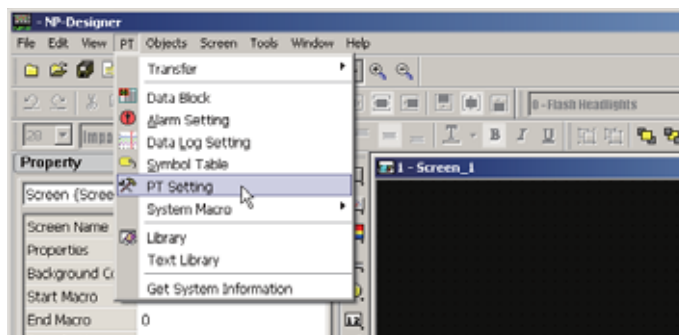 - NP-Designer
File Edit View PT Objects Screen Tools Window Help
Transfer
Data Block
0 - Flash Headlights
Alarm Setting
Data Log Setting
28
B I U
Symbol Table
Property
1 - Screen_1
PT Setting
System Macro
Screen Name
Library
Properties
Text Library
Start Macro
Get System Information
End Macro 0